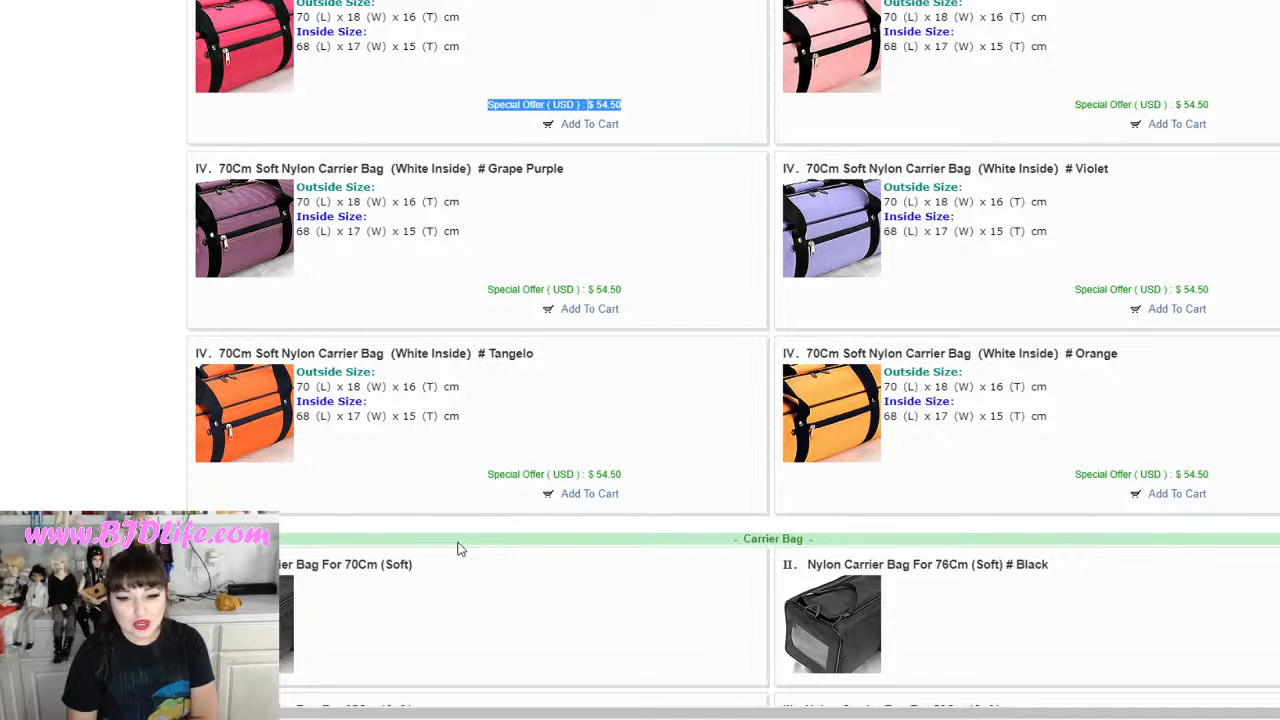 Outside Size:
70 (L) x 18 (W) x 16 (T) cm
Inside Size:
68 (L) x 17 (W) x 15 (T) cm
Special Offer ( USD ) : $ 54.50
Add To Cart
Outside Size:
70 (L) x 18 (W) x 16 (T) cm
Inside Size:
68 (L) x 17 (W) x 15 (T) cm
Special Offer ( USD ) : $ 54.50
Add To Cart
IV. 70Cm Soft Nylon Carrier Bag (White Inside) # Grape Purple
Outside Size:
70 (L) x 18 (W) x 16 (T) cm
Inside Size:
68 (L) x 17 (W) x 15 (T) cm
Special Offer ( USD ) : $ 54.50
Add To Cart
IV. 70Cm Soft Nylon Carrier Bag (White Inside) # Violet
Outside Size:
70 (L) x 18 (W) x 16 (T) cm
Inside Size:
68 (L) x 17 (W) x 15 (T) cm
Special Offer ( USD ) : $ 54.50
Add To Cart
IV. 70Cm Soft Nylon Carrier Bag (White Inside) # Tangelo
Outside Size:
70 (L) x 18 (W) x 16 (T) cm
Inside Size:
68 (L) x 17 (W) x 15 (T) cm
Special Offer ( USD ) : $ 54.50
Add To Cart
IV. 70Cm Soft Nylon Carrier Bag (White Inside) # Orange
Outside Size:
70 (L) x 18 (W) x 16 (T) cm
Inside Size:
68 (L) x 17 (W) x 15 (T) cm
Special Offer ( USD ) : $ 54.50
Add To Cart
www.BJDLife.com
- Carrier Bag -
Bag For 70Cm (Soft)
II. Nylon Carrier Bag For 76Cm (Soft) # Black